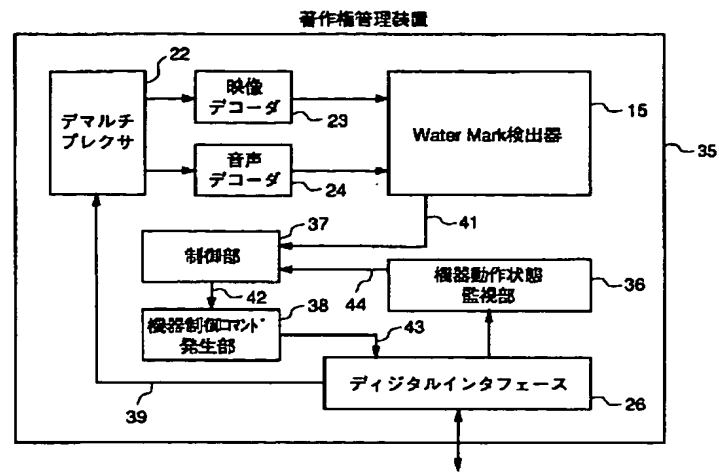 著作権管理装置
22
デマルチ
プレクサ
映像
デコーダ
23
音声
デコーダ
24
Water Mark検出器
15
35
41
37
制御部
42
44
機器動作状態
監視部
36
38
機器制御コマンド
発生部
43
ディジタルインタフェース
39
26